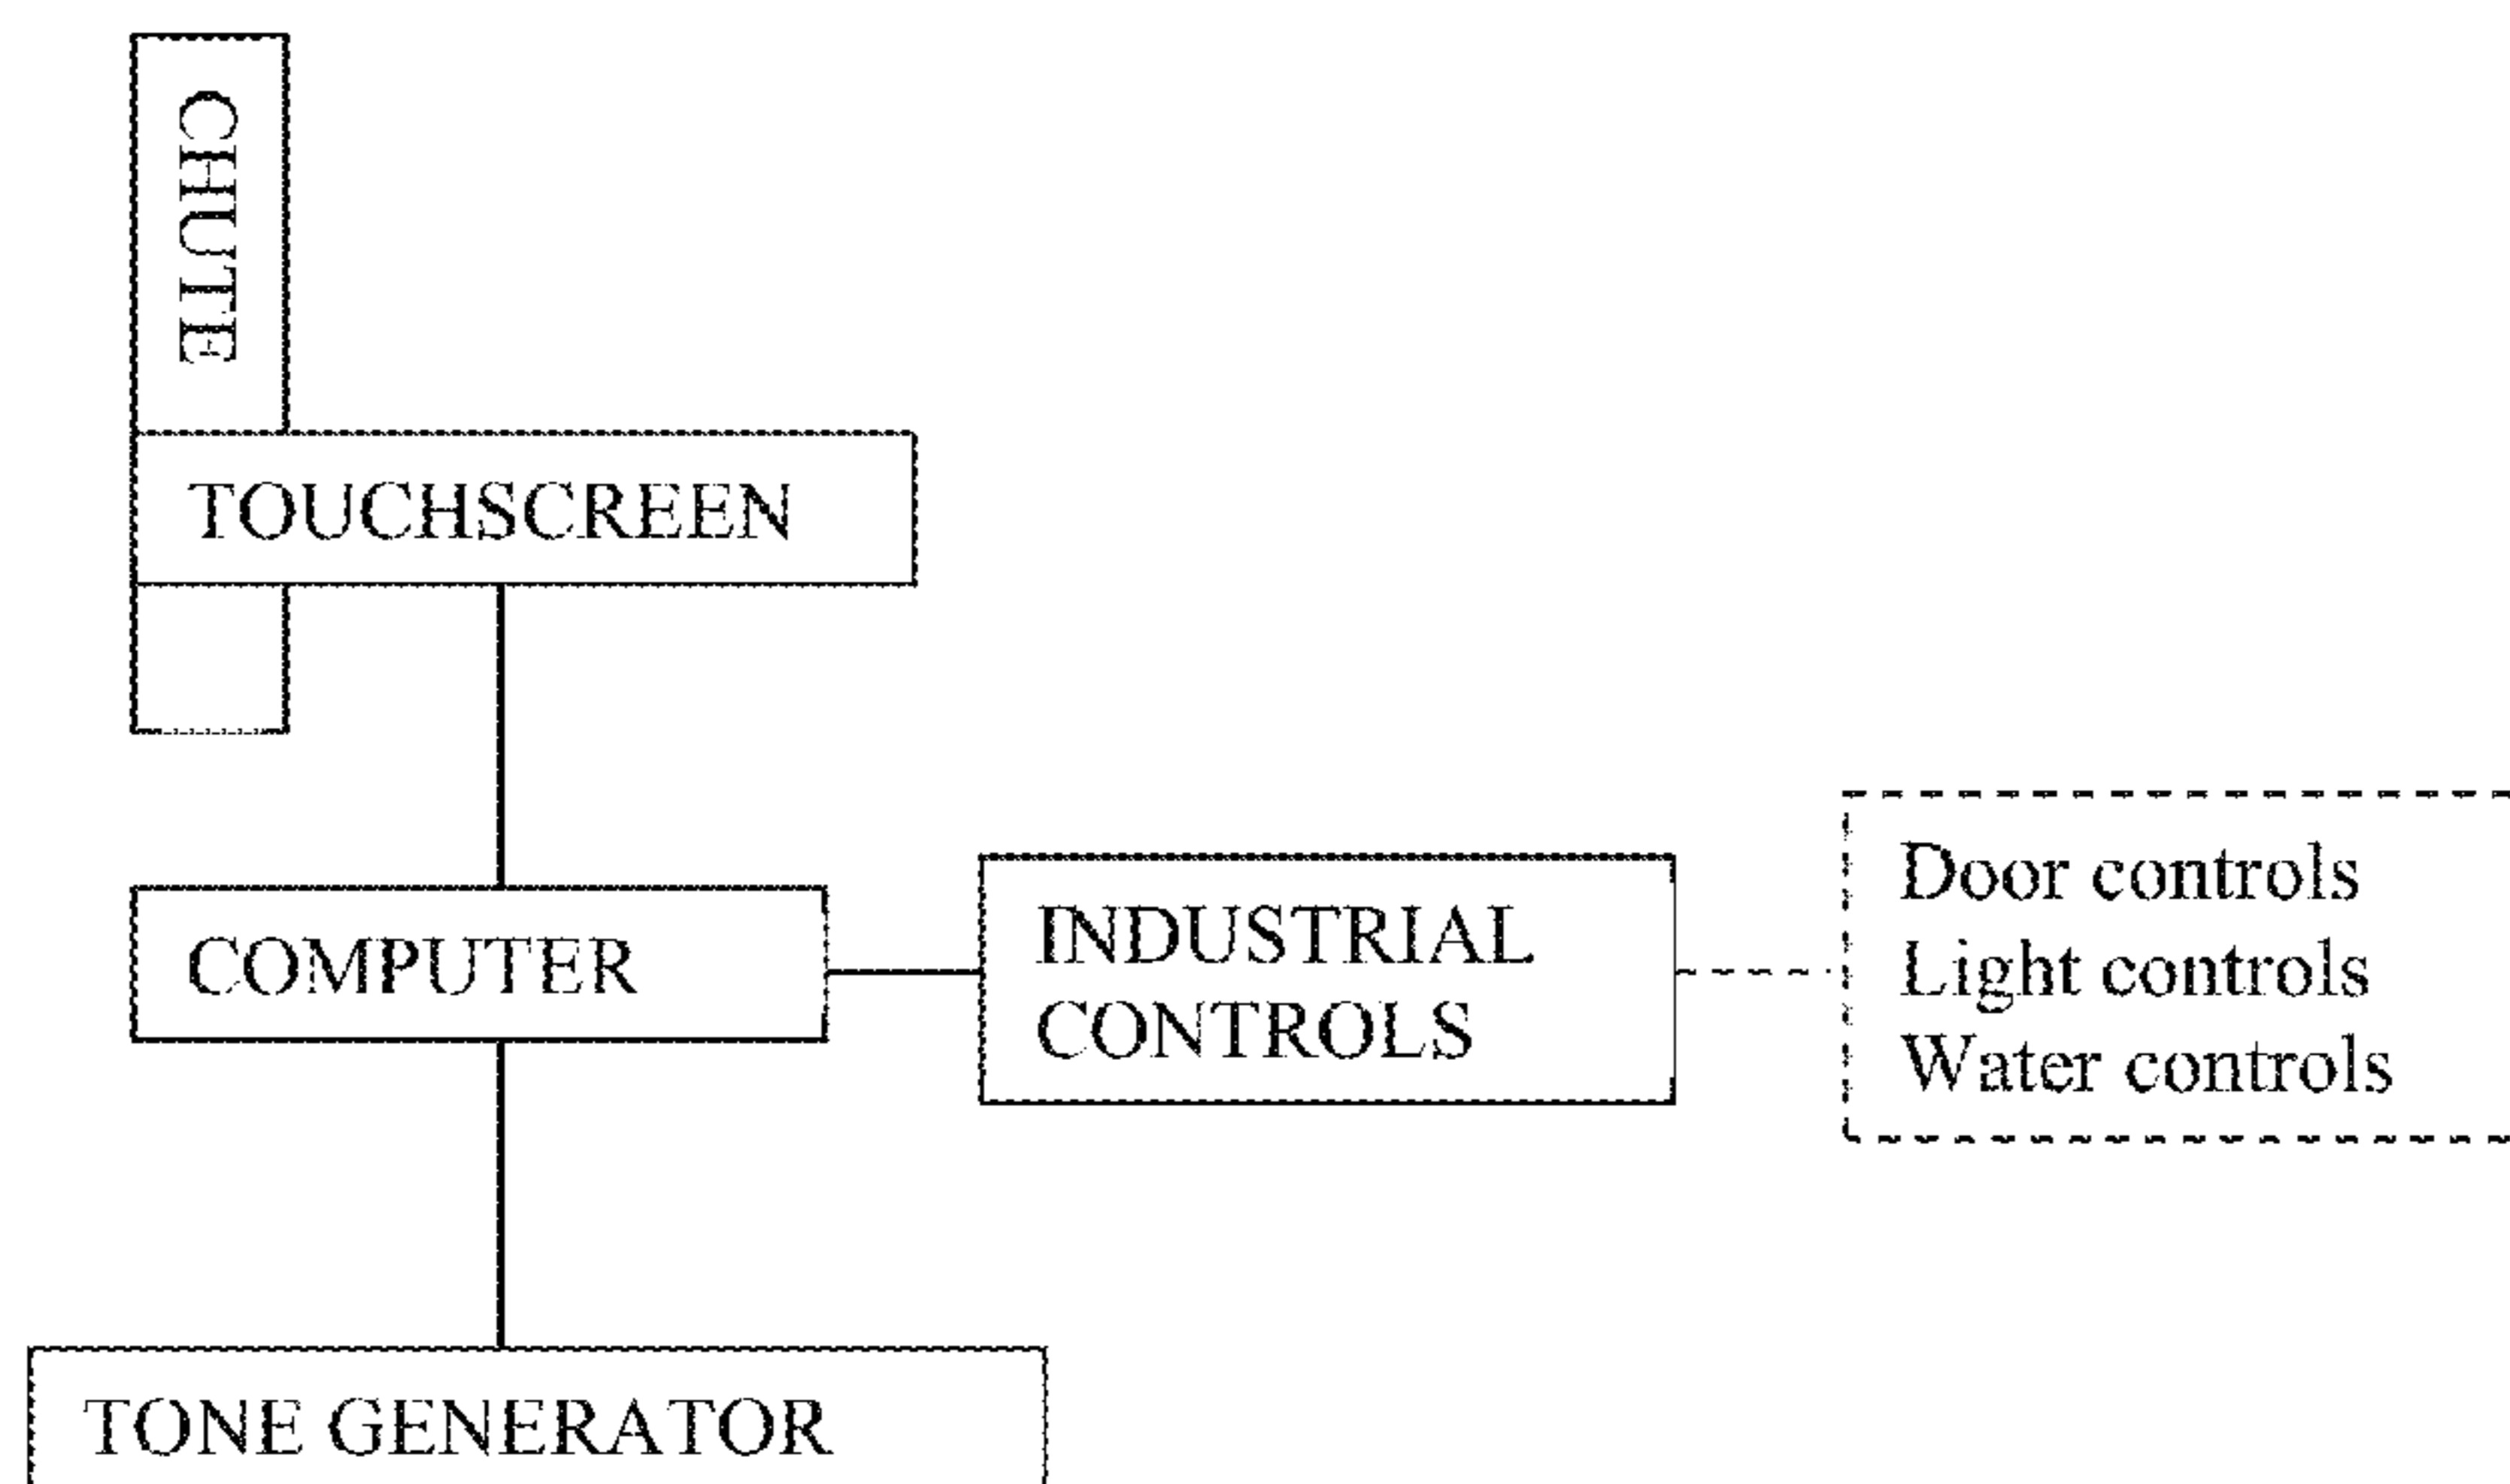 CHUTE
TOUCHSCREEN
COMPUTER
INDUSTRIAL
CONTROLS
Door controls
Light controls
Water controls
TONE GENERATOR